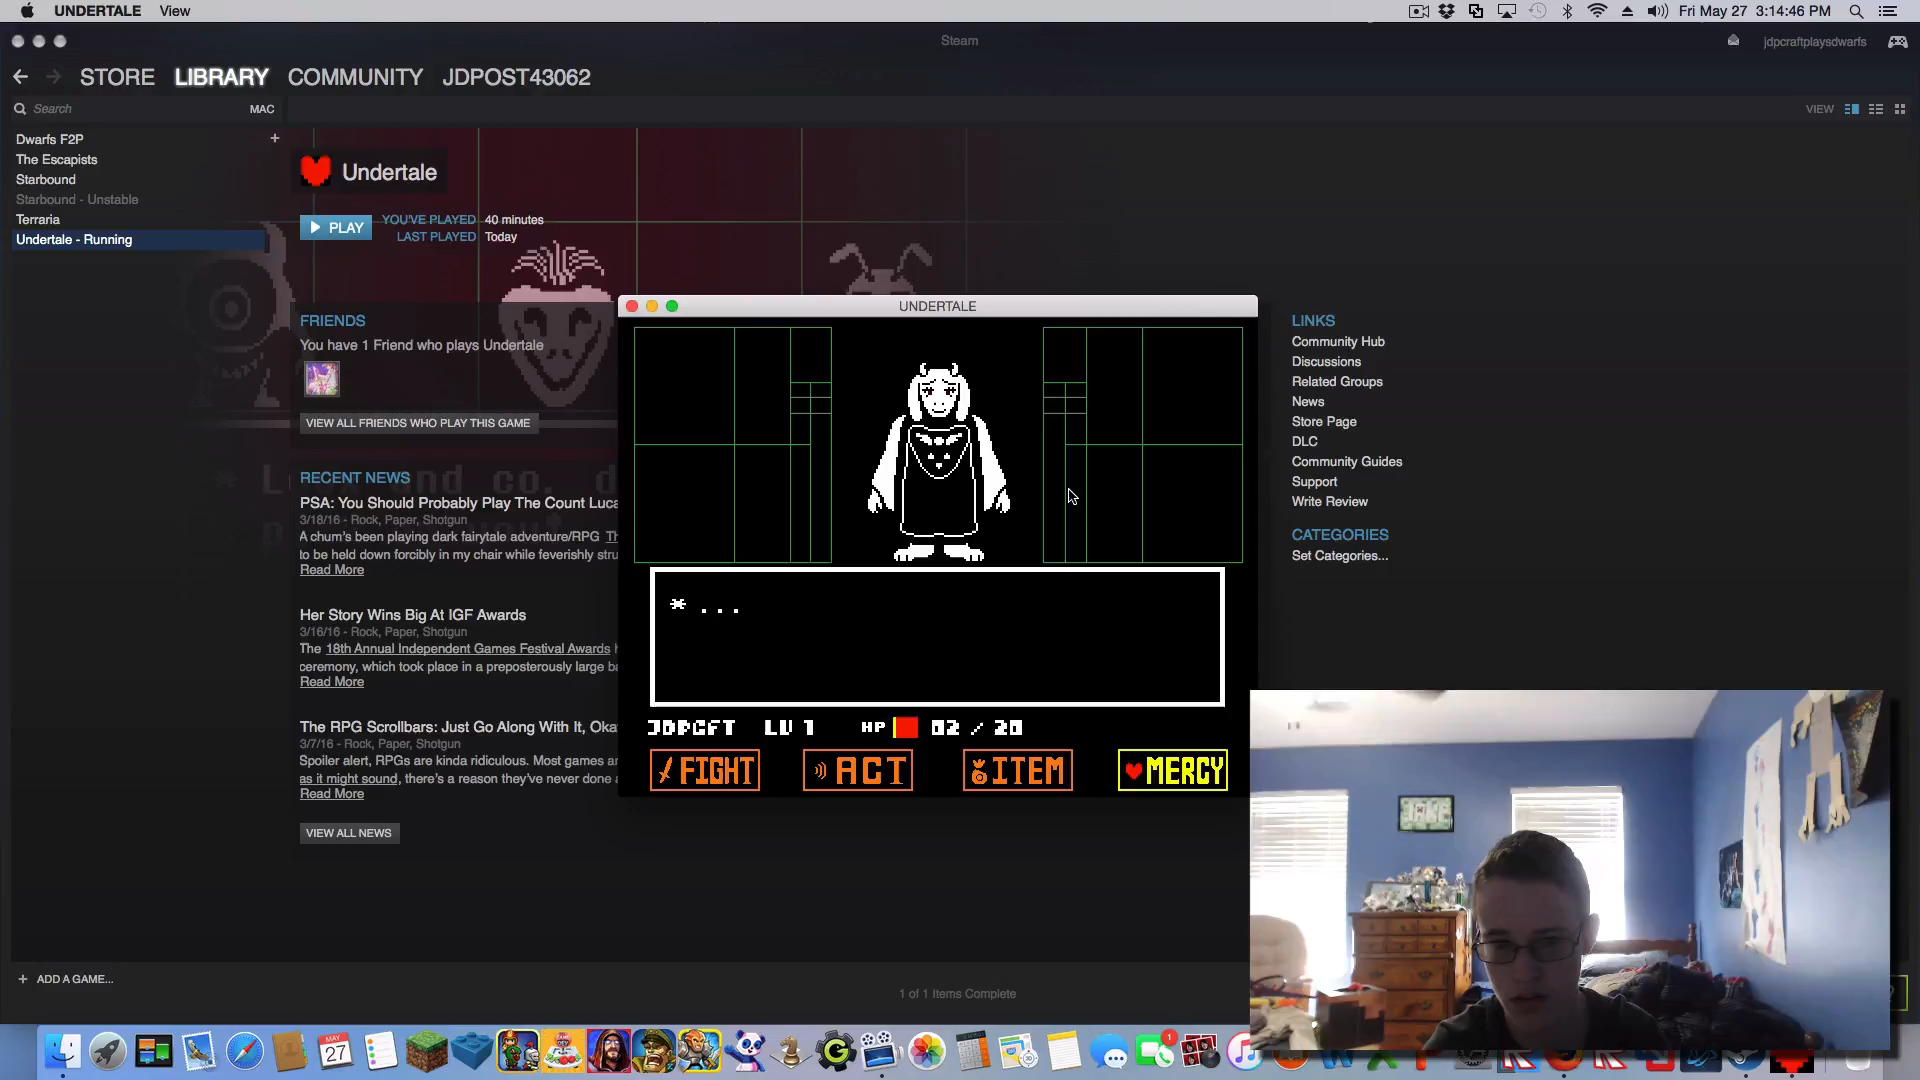 UNDERTALE View
Fri May 27 3:14:46 PM
Steam
jdpcraftplaysdwarfs
STORE LIBRARY COMMUNITY JDPOST43062
Search MAC
VIEW
Dwarfs F2P
The Escapists
Starbound
Starbound - Unstable
Terraria
Undertale - Running
Undertale
PLAY
YOU'VE PLAYED 40 minutes
LAST PLAYED Today
FRIENDS
You have 1 Friend who plays Undertale
VIEW ALL FRIENDS WHO PLAY THIS GAME
RECENT NEWS
PSA: You Should Probably Play The Count Luca
3/18/16 - Rock, Paper, Shotgun
A chum's been playing dark fairytale adventure/RPG Th
to be held down forcibly in my chair while feverishly stru
Read More
Her Story Wins Big At IGF Awards
3/16/16 - Rock, Paper, Shotgun
The 18th Annual Independent Games Festival Awards h
ceremony, which took place in a preposterously large ba
Read More
The RPG Scrollbars: Just Go Along With It, Oka
3/7/16 - Rock, Paper, Shotgun
Spoiler alert, RPGs are kinda ridiculous. Most games a
as it might sound, there's a reason they've never done a
Read More
VIEW ALL NEWS
UNDERTALE
* ...
JDPCFT LV 1 HP 02 / 20
FIGHT ACT ITEM MERCY
LINKS
Community Hub
Discussions
Related Groups
News
Store Page
DLC
Community Guides
Support
Write Review
CATEGORIES
Set Categories...
+ ADD A GAME...
1 of 1 Items Complete
MAY
27
1